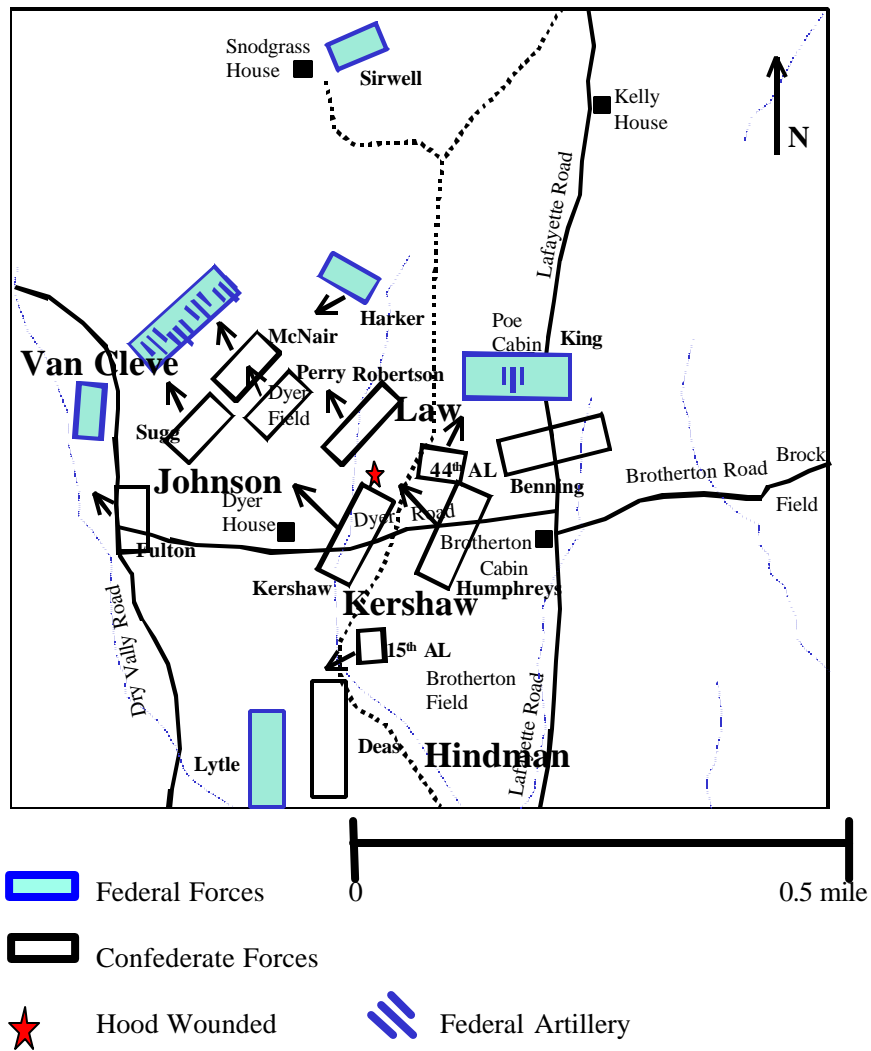 Snodgrass
House
Sirwell
Kelly
House
N
Lafayette Road
Harker
McNair
Poe
Cabin
King
Van Cleve
Perry
Robertson
Dyer
Field
Law
Sugg
44th AL
Benning
Brotherton Road
Brock
Field
Johnson
Dyer
House
Dyer Road
Brotherton
Cabin
Fulton
Kershaw
Humphreys
Kershaw
Dry Vally Road
15th AL
Brotherton
Field
Lafayette Road
Lytle
Deas
Hindman
0
0.5 mile
Federal Forces
Confederate Forces
Hood Wounded
Federal Artillery